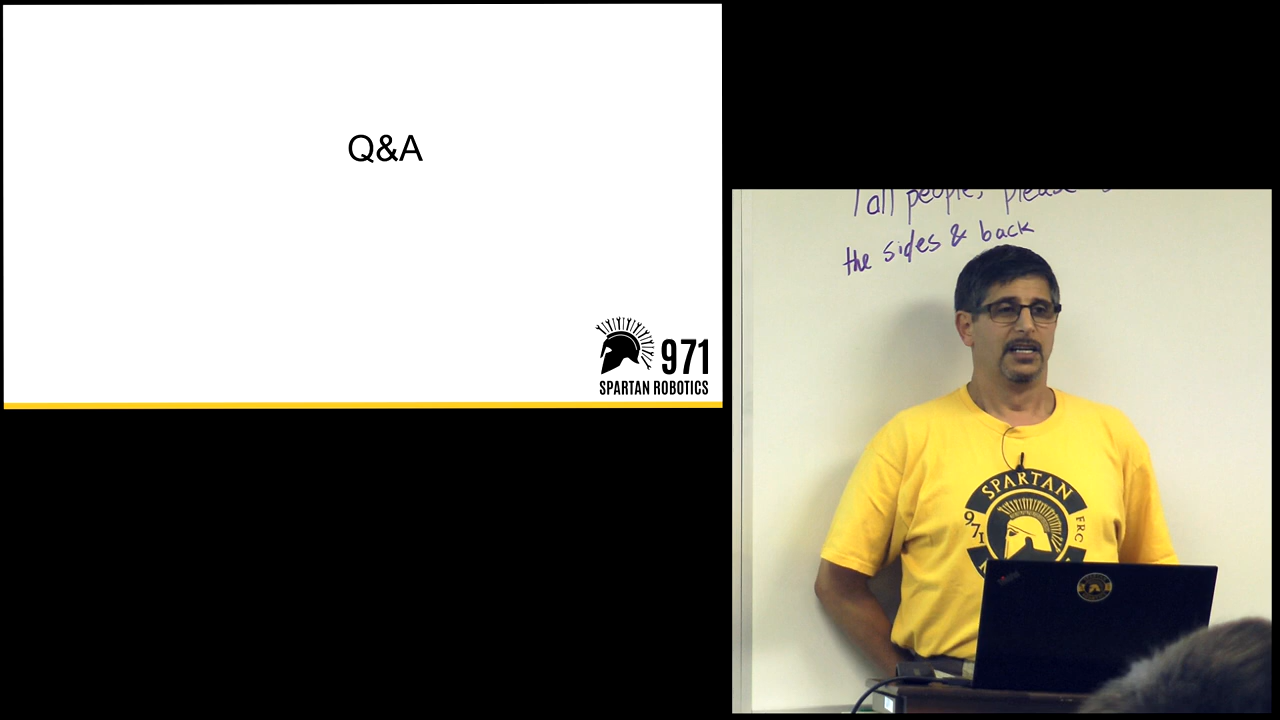 Q&A
971
SPARTAN ROBOTICS
Tall people, please
the sides & back
SPARTAN
971
FRC